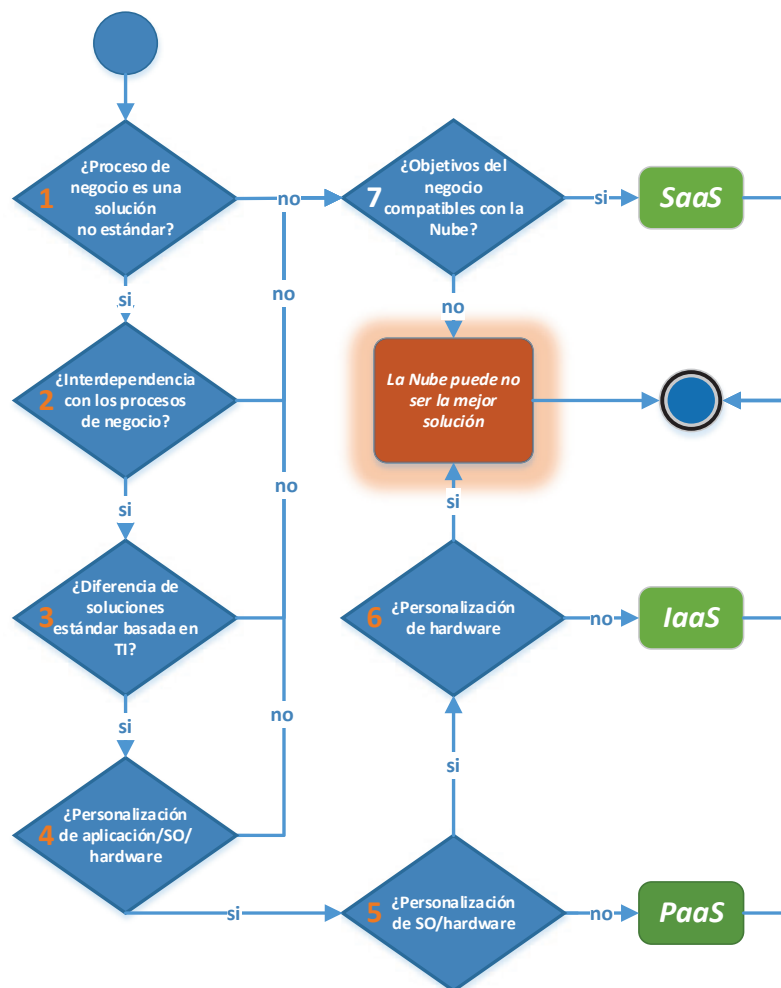 1
¿Proceso de
negocio es una
solución
no estándar?
no
7
¿Objetivos del
negocio
compatibles con la
Nube?
si
SaaS
si
no
no
2
¿Interdependencia
con los procesos
de negocio?
La Nube puede no
ser la mejor
solución
no
si
si
3
¿Diferencia de
soluciones
estándar basada en
TI?
6
¿Personalización
de hardware
no
IaaS
si
no
si
4
¿Personalización
de aplicación/SO/
hardware
si
5
¿Personalización
de SO/hardware
no
PaaS